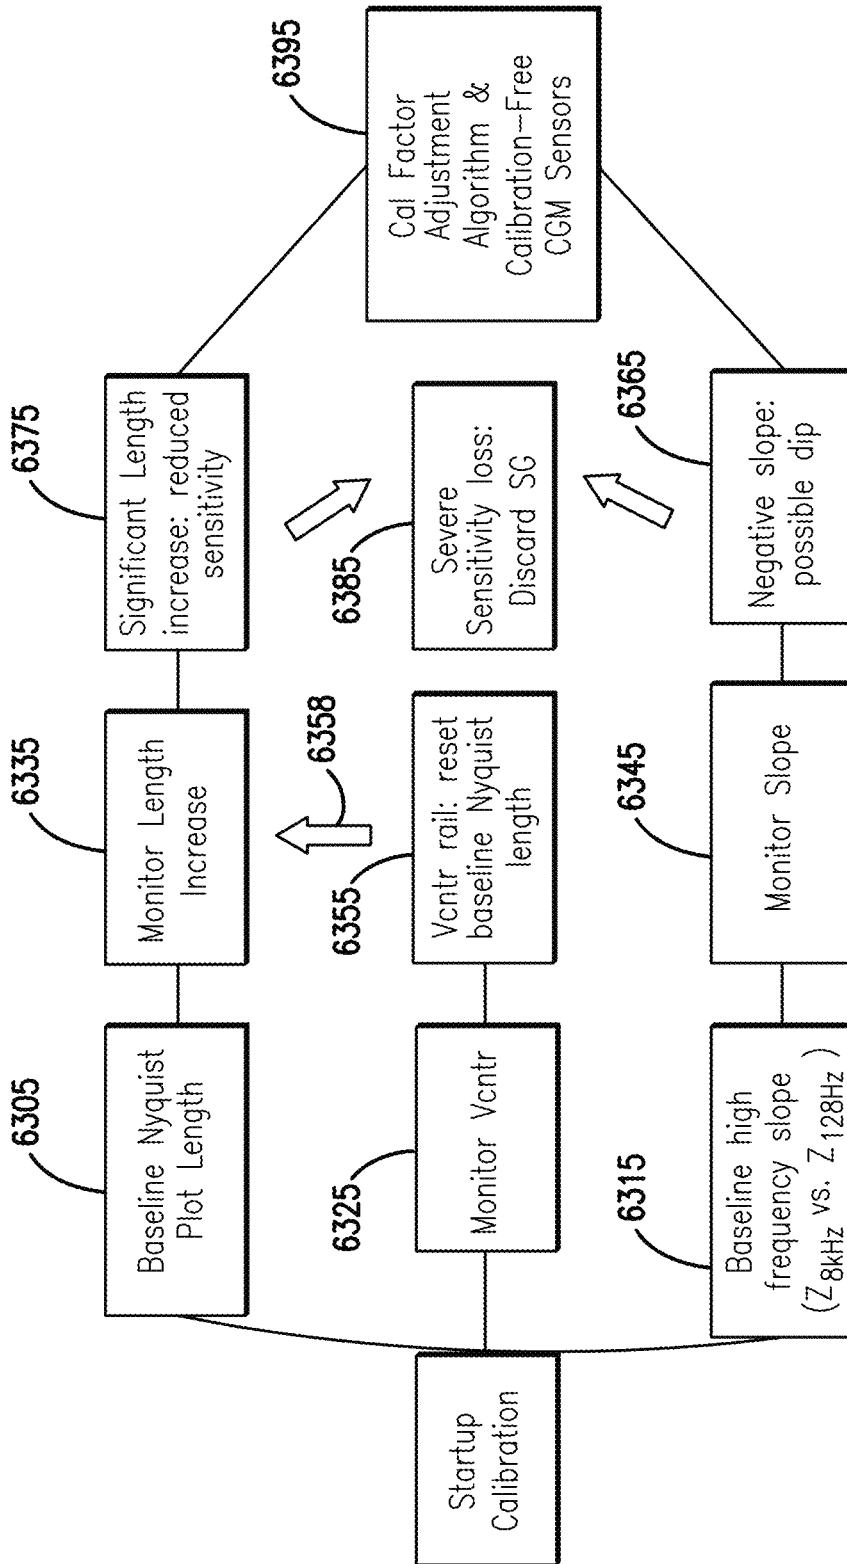 Startup
Calibration
6305
Baseline Nyquist
Plot Length
6335
Monitor Length
Increase
6375
Significant Length
increase: reduced
sensitivity
6325
Monitor Vcntr
6355
Vcntr rail: reset
baseline Nyquist
length
6358
6385
Severe
Sensitivity loss:
Discard SG
6395
Cal Factor
Adjustment
Algorithm &
Calibration-Free
CGM Sensors
6315
Baseline high
frequency slope
(Z8kHz vs. Z128Hz)
6345
Monitor Slope
6365
Negative slope:
possible dip